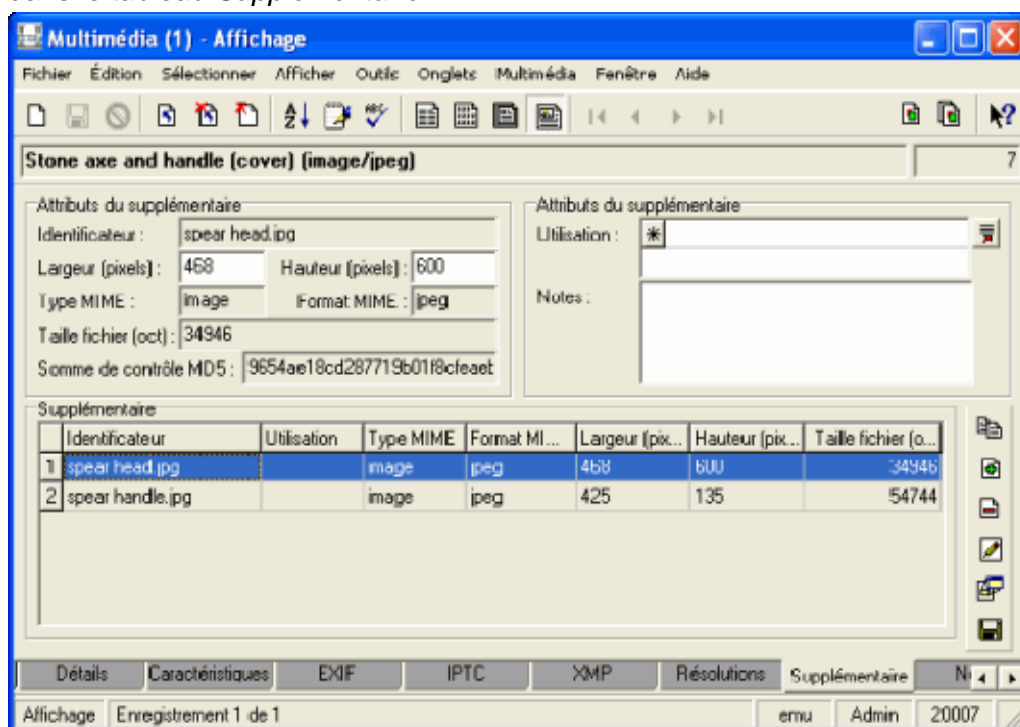 Multimédia (1) - Affichage
Fichier Édition Sélectionner Afficher Outils Onglets Multimédia Fenêtre Aide
Stone axe and handle (cover) (image/jpeg) 7
Attributs du supplémentaire
Identificateur : spear head.jpg
Largeur (pixels) : 468 Hauteur (pixels) : 600
Type MIME : image Format MIME : jpeg
Taille fichier (oct) : 34946
Somme de contrôle MD5 : 9654ae18cd287719b01f8cfeaeb
Attributs du supplémentaire
Utilisation :
Notes :
Supplémentaire
Identificateur Utilisation Type MIME Format MI... Largeur (pix... Hauteur (pix... Taille fichier (o...
1 spear head.jpg image jpeg 468 600 34946
2 spear handle.jpg image jpeg 425 135 54744
Détails Caractéristiques EXIF IPTC XMP Résolutions Supplémentaire
Affichage Enregistrement 1 de 1 emu Admin 20007